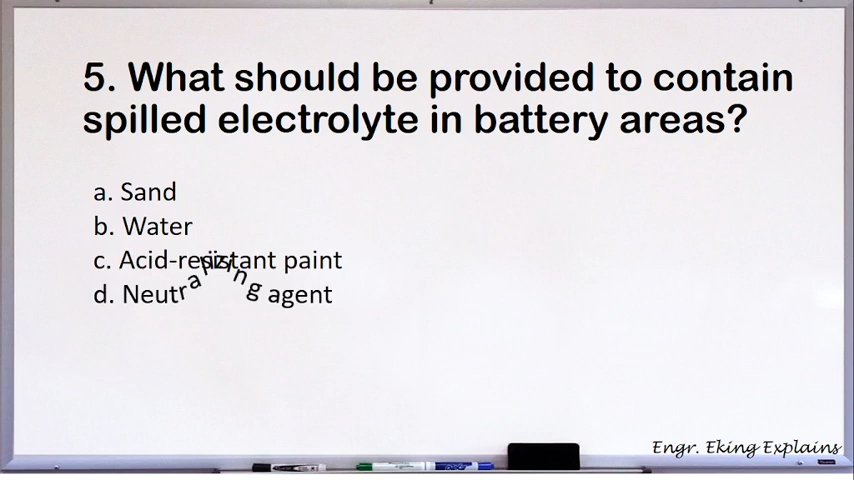 5. What should be provided to contain
spilled electrolyte in battery areas?
a. Sand
b. Water
c. Acid-resistant paint
d. Neutralizing agent
Engr. Eking Explains